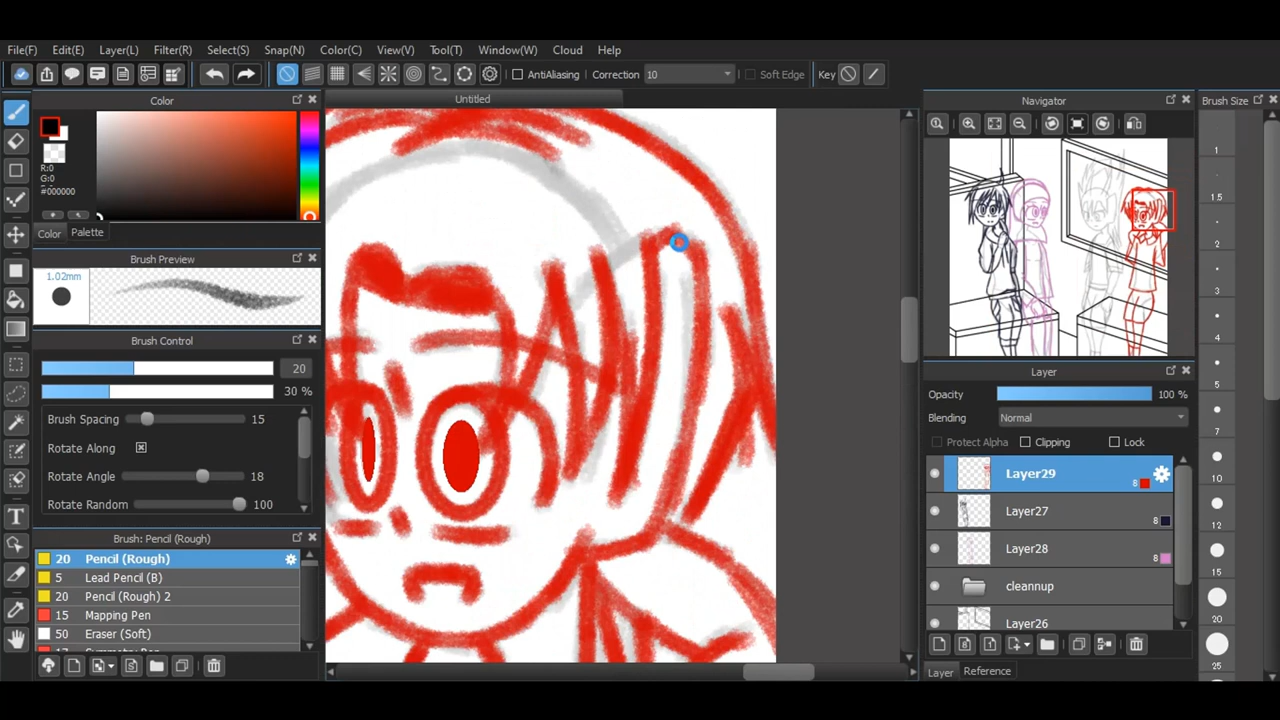 File(F) Edit(E) Layer(L) Filter(R) Select(S) Snap(N) Color(C) View(V) Tool(T) Window(W) Cloud Help
AntiAliasing Correction 10 Soft Edge Key
Color
Untitled
Navigator
Brush Size
R:0
G:0
#000000
Color Palette
Brush Preview
1.02mm
Brush Control
20
30 %
Brush Spacing 15
Rotate Along
Rotate Angle 18
Rotate Random 100
Brush: Pencil (Rough)
20 Pencil (Rough)
5 Lead Pencil (B)
20 Pencil (Rough) 2
15 Mapping Pen
50 Eraser (Soft)
Layer
Opacity 100 %
Blending Normal
Protect Alpha Clipping Lock
Layer29
8
Layer27
8
Layer28
8
cleannup
Layer26
Layer Reference
1
1.5
2
3
4
5
7
10
12
15
20
25